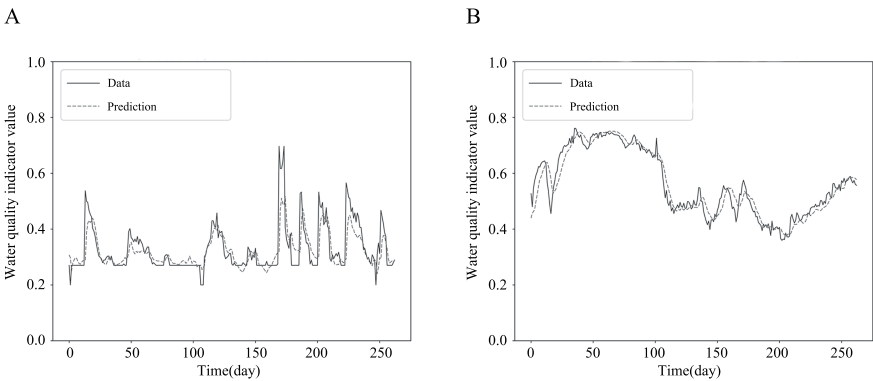 A
Water quality indicator value
1.0
0.8
0.6
0.4
0.2
0.0
Data
Prediction
0 50 100 150 200 250
Time(day)
B
Water quality indicator value
1.0
0.8
0.6
0.4
0.2
0.0
Data
Prediction
0 50 100 150 200 250
Time(day)